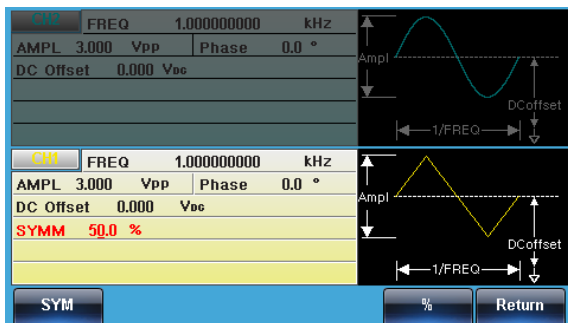 CH2 FREQ 1.000000000 kHz
AMPL 3.000 Vpp Phase 0.0 °
DC Offset 0.000 VDC
Ampl
DCoffset
1/FREQ
CH1 FREQ 1.000000000 kHz
AMPL 3.000 Vpp Phase 0.0 °
DC Offset 0.000 VDC
SYMM 50.0 %
Ampl
DCoffset
1/FREQ
SYM % Return